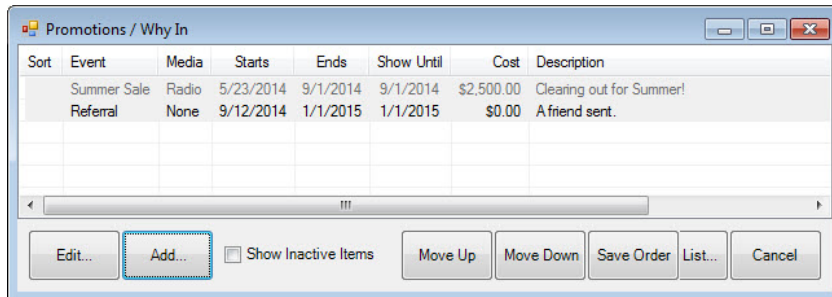 Promotions / Why In
Sort Event Media Starts Ends Show Until Cost Description
Summer Sale Radio 5/23/2014 9/1/2014 9/1/2014 $2,500.00 Clearing out for Summer!
Referral None 9/12/2014 1/1/2015 1/1/2015 $0.00 A friend sent.
Edit... Add... Show Inactive Items Move Up Move Down Save Order List... Cancel